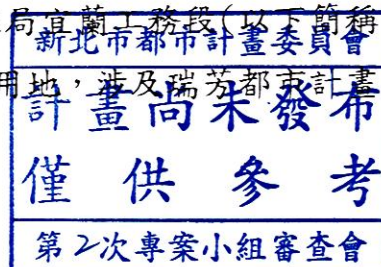 局宜蘭工務段(以下簡稱
新北市都市計畫委員會
用地，涉及瑞芳都市計畫
計畫尚未發布
僅供參考
第2次專案小組審查會